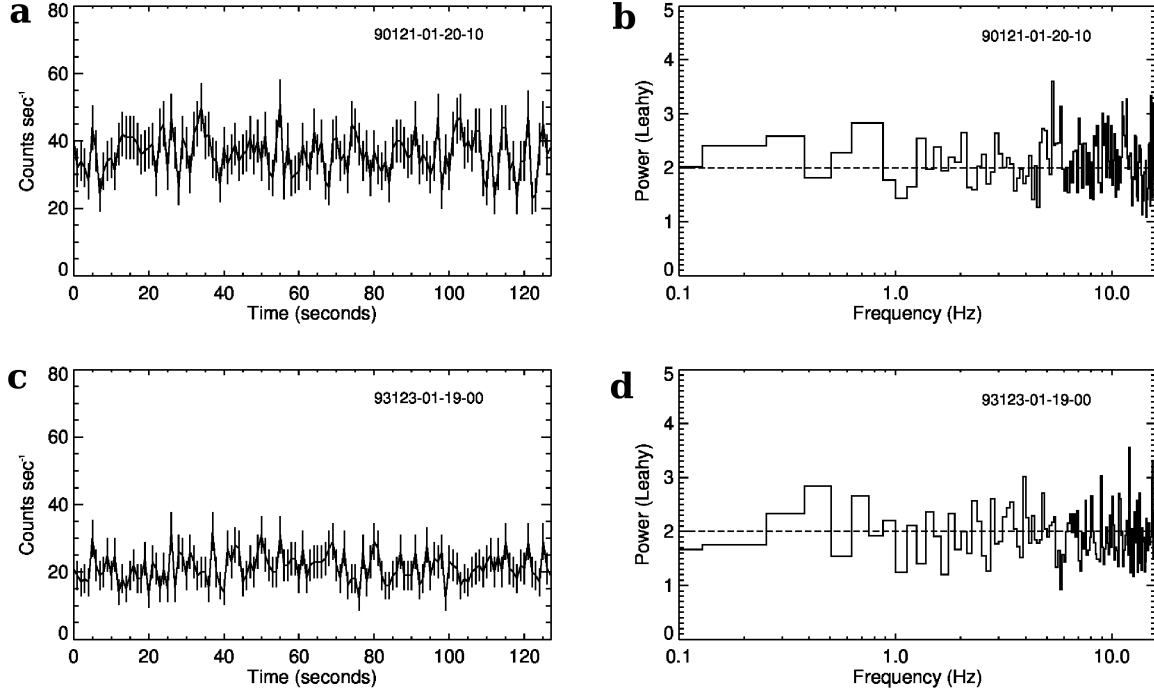 a
80
60
40
20
0
Counts sec⁻¹
90121-01-20-10
0 20 40 60 80 100 120
Time (seconds)
b
5
4
3
2
1
0
Power (Leahy)
90121-01-20-10
0.1 1.0 10.0
Frequency (Hz)
c
80
60
40
20
0
Counts sec⁻¹
93123-01-19-00
0 20 40 60 80 100 120
Time (seconds)
d
5
4
3
2
1
0
Power (Leahy)
93123-01-19-00
0.1 1.0 10.0
Frequency (Hz)